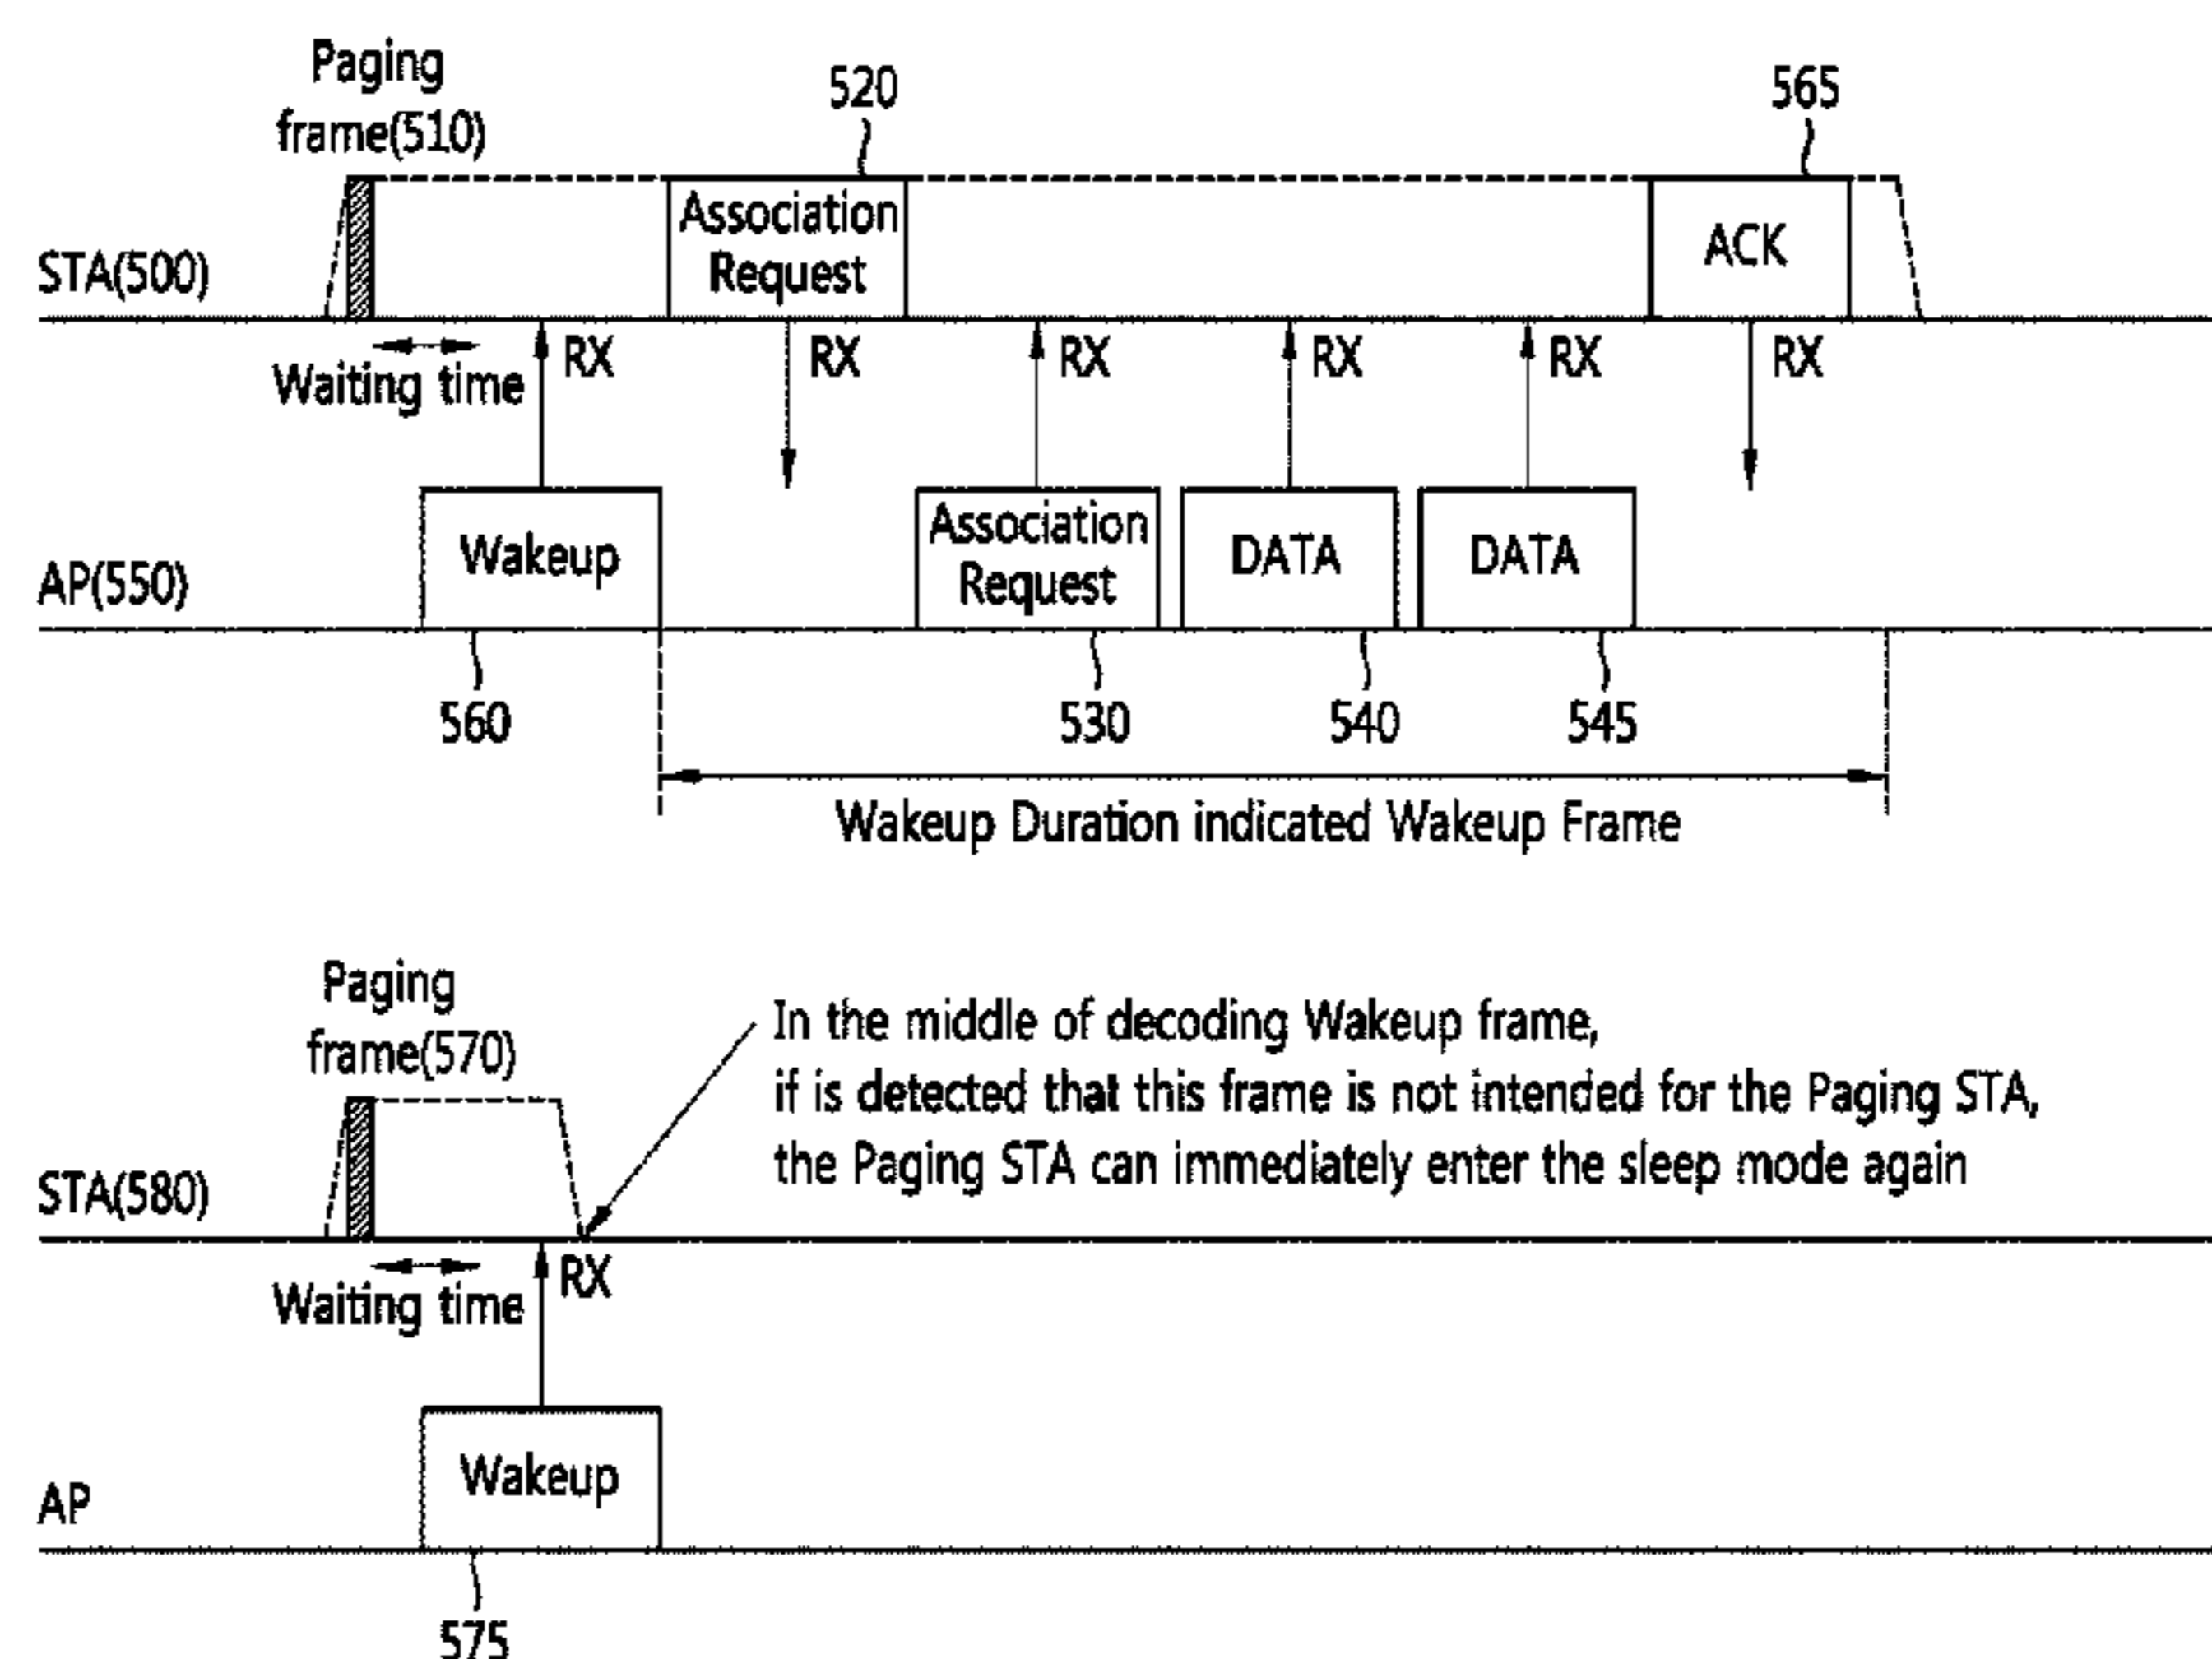 Paging
frame(510)
520
565
Association
Request
ACK
STA(500)
RX
RX
RX
RX
RX
RX
Waiting time
Wakeup
Association
Request
DATA
DATA
AP(550)
560
530
540
545
Wakeup Duration indicated Wakeup Frame
Paging
frame(570)
In the middle of decoding Wakeup frame,
if is detected that this frame is not intended for the Paging STA,
the Paging STA can immediately enter the sleep mode again
STA(580)
RX
Waiting time
Wakeup
AP
575